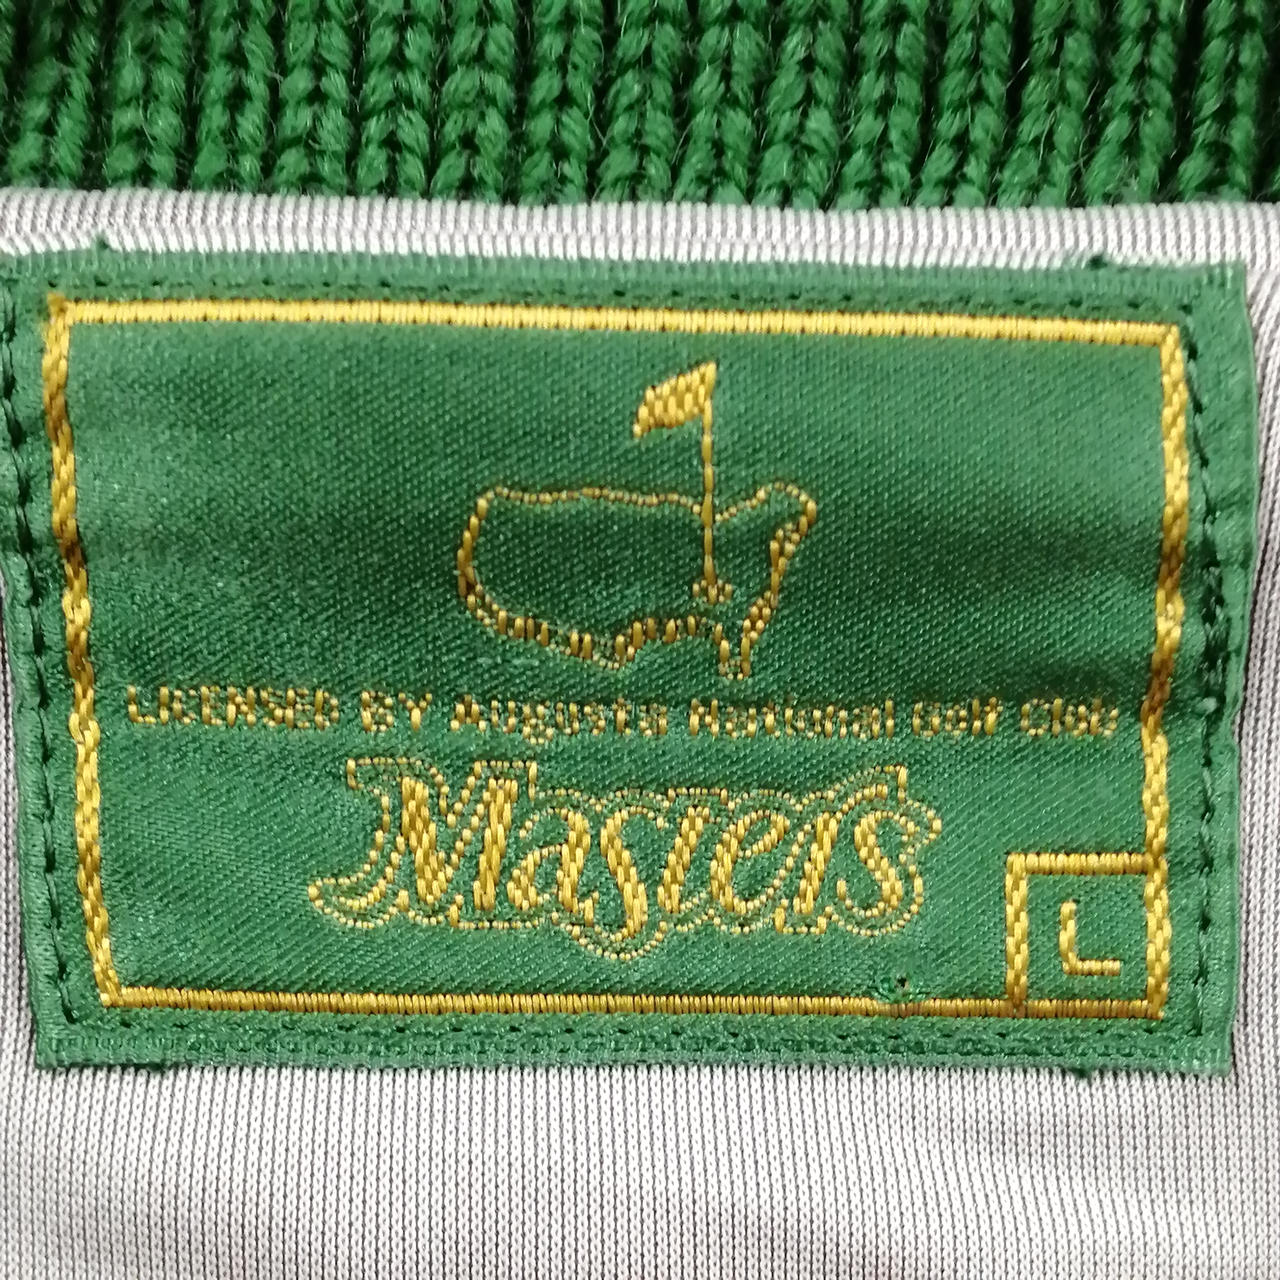 LICENSED BY Augusta National Golf Club
Masters
L